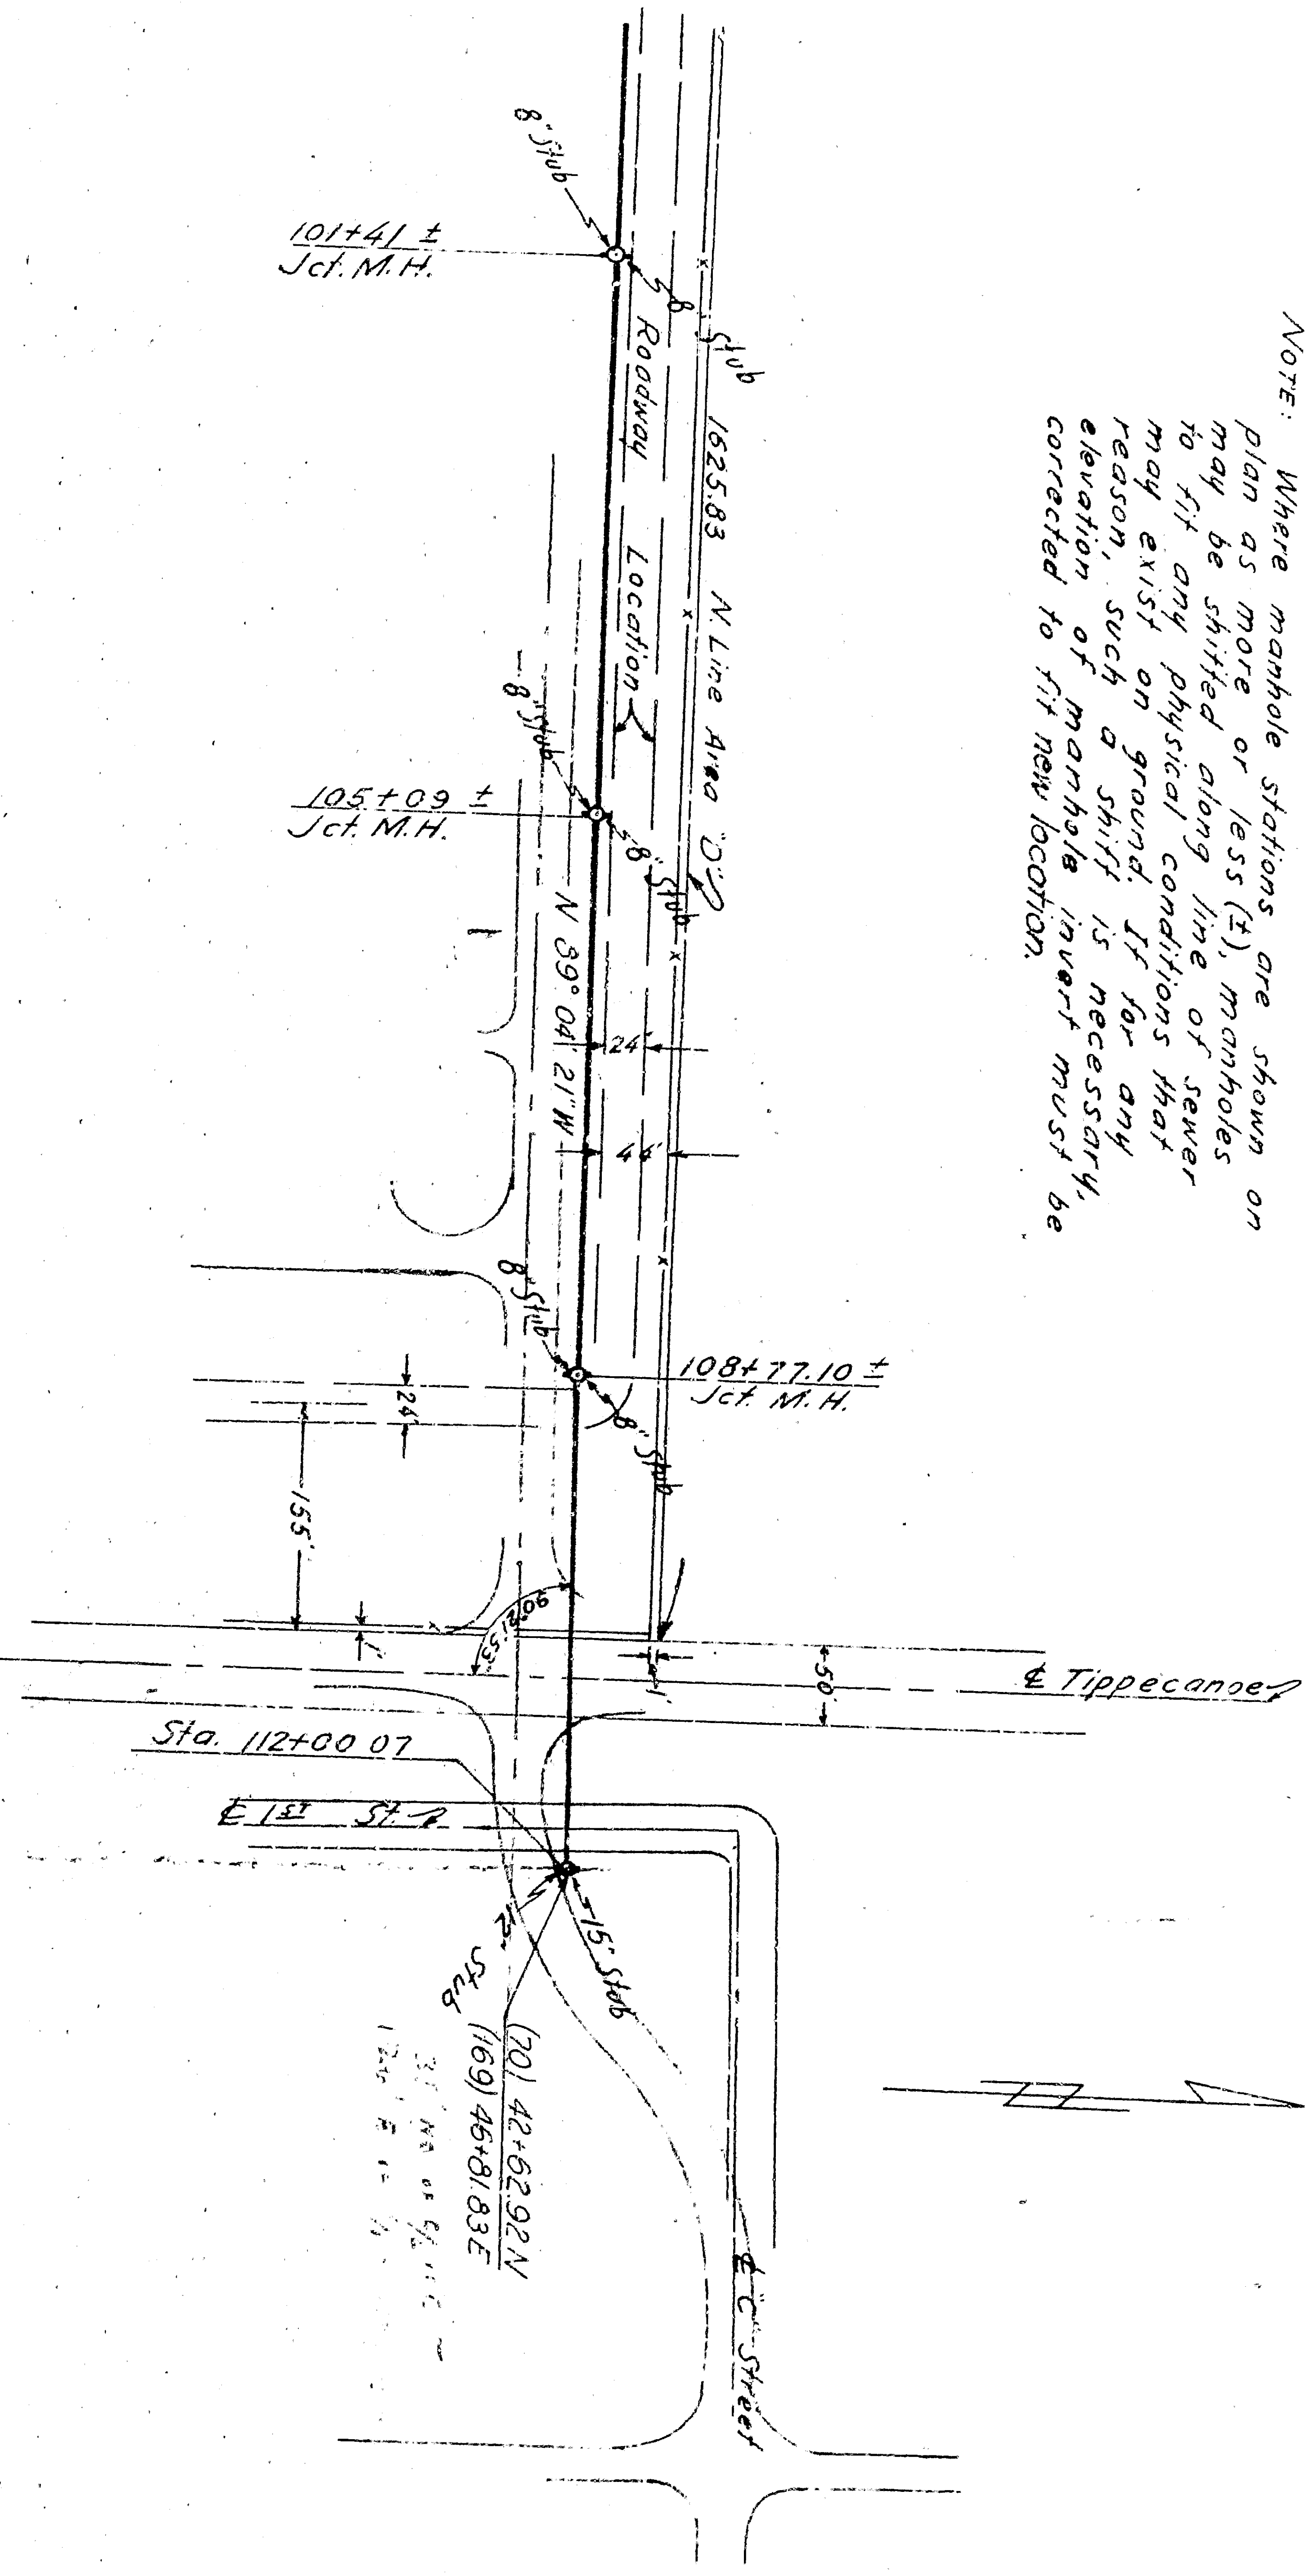 NOTE: Where manhole stations are shown on
plan as more or less (±), manholes
may be shifted along line of sewer
to fit any physical conditions that
may exist on ground. If for any
reason, such a shift is necessary,
elevation of manhole invert must be
corrected to fit new location.
8" Stub
101+41 ±
Jct. M.H.
8" Stub
Roadway Location
1625.83 N. Line Area "D"
8" Stub
105+09 ±
Jct. M.H.
8" Stub
N 89° 04' 21" W
24'
44'
8" Stub
108+77.10 ±
Jct. M.H.
8" Stub
24'
155'
90° 21' 53"
1'
1'
50'
℄ Tippecanoe
Sta. 112+00 07
℄ 1ST St.
15" Stub
12" Stub
(70) 42+62.92 N
(169) 46+81.83 E
℄ "C" Street
N